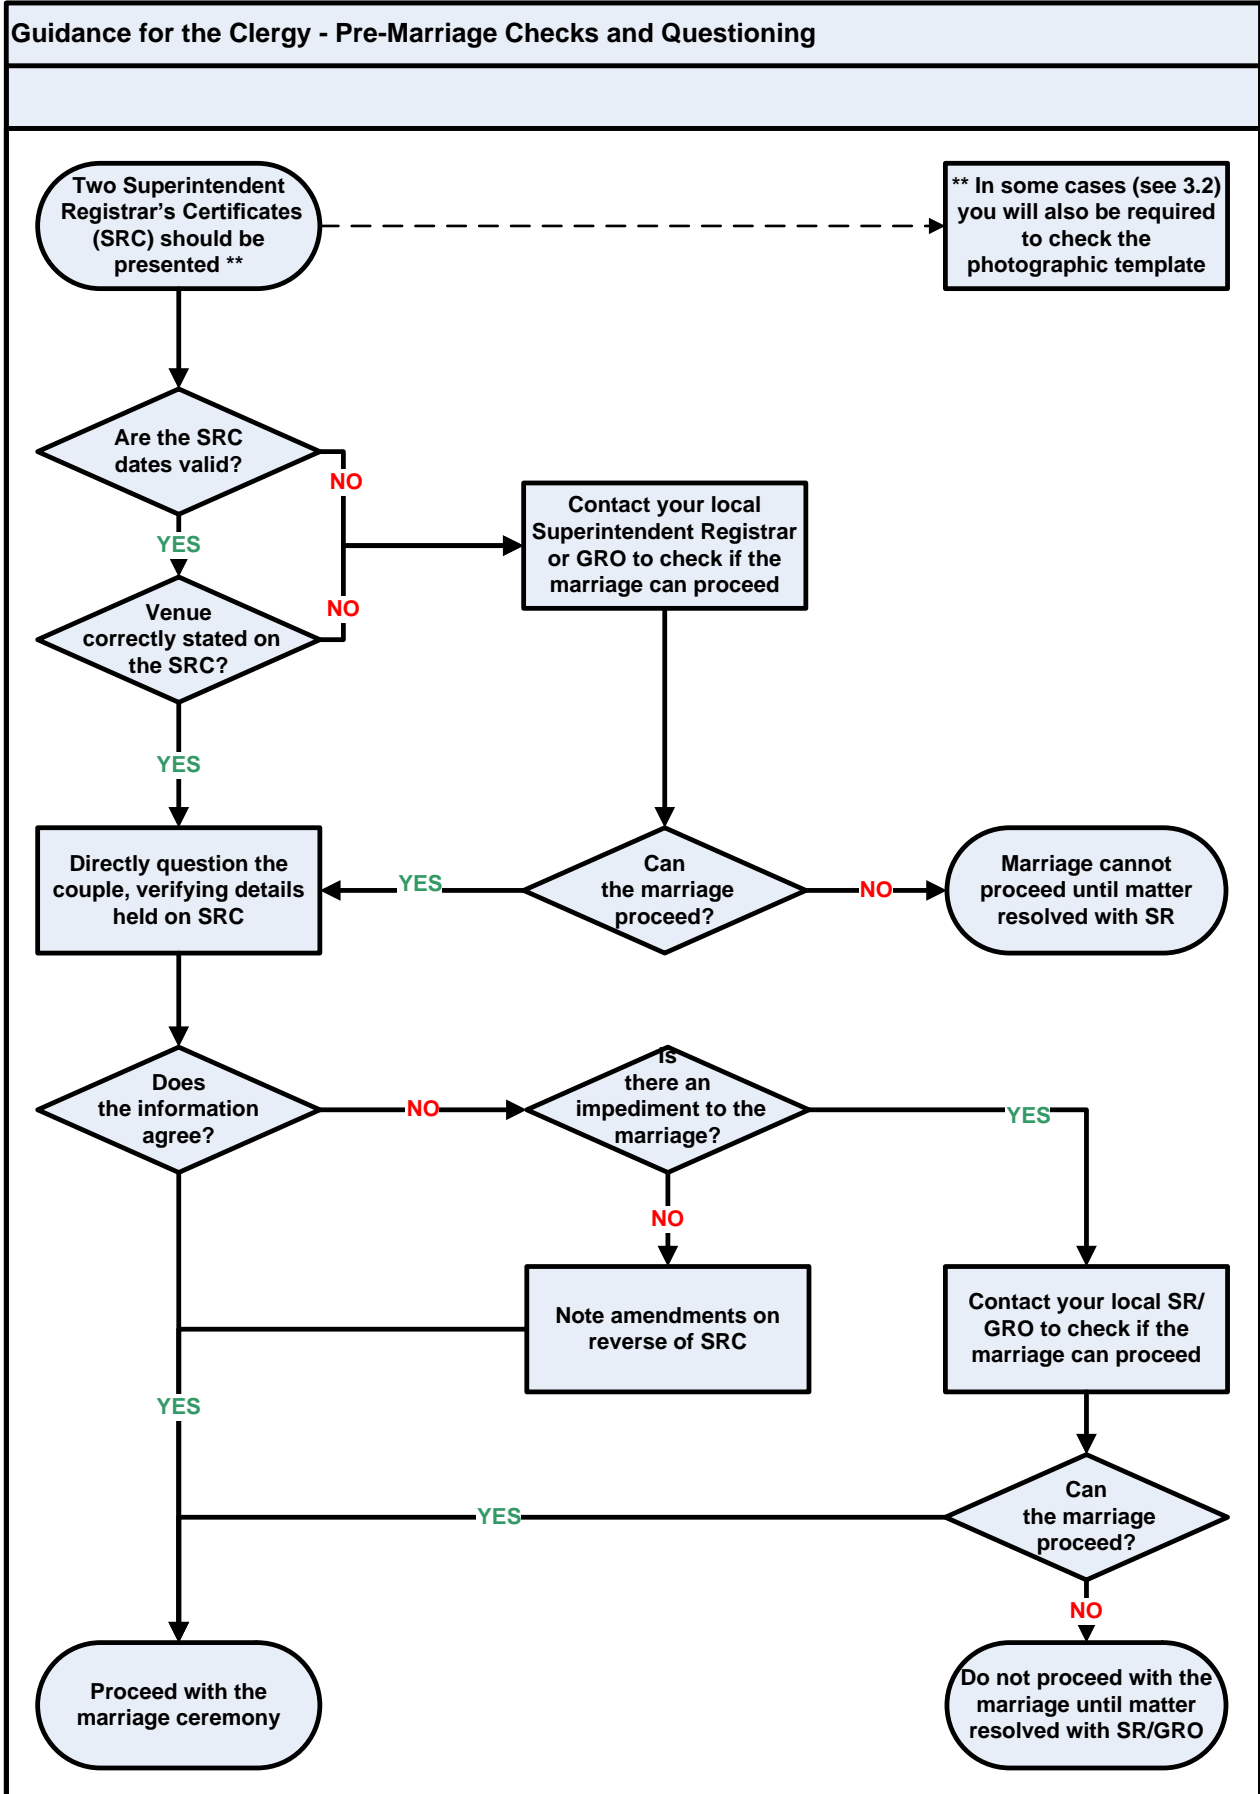 Guidance for the Clergy - Pre-Marriage Checks and Questioning
Two Superintendent
Registrar's Certificates
(SRC) should be
presented **
** In some cases (see 3.2)
you will also be required
to check the
photographic template
Are the SRC
dates valid?
NO
YES
Contact your local
Superintendent Registrar
or GRO to check if the
marriage can proceed
Venue
correctly stated on
the SRC?
NO
YES
Directly question the
couple, verifying details
held on SRC
YES
Can
the marriage
proceed?
NO
Marriage cannot
proceed until matter
resolved with SR
Does
the information
agree?
NO
Is
there an
impediment to the
marriage?
YES
NO
Note amendments on
reverse of SRC
Contact your local SR/
GRO to check if the
marriage can proceed
YES
YES
Can
the marriage
proceed?
NO
Proceed with the
marriage ceremony
Do not proceed with the
marriage until matter
resolved with SR/GRO